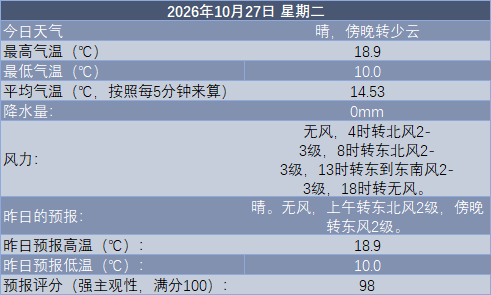 2026年10月27日 星期二
今日天气 晴，傍晚转少云
最高气温（℃） 18.9
最低气温（℃） 10.0
平均气温（℃，按照每5分钟来算） 14.53
降水量： 0mm
风力： 无风，4时转北风2-
3级，8时转东北风2-
3级，13时转东到东南风2-
3级，18时转无风。
昨日的预报： 晴。无风，上午转东北风2级，傍晚
转东风2级。
昨日预报高温（℃）： 18.9
昨日预报低温（℃）： 10.0
预报评分（强主观性，满分100）： 98